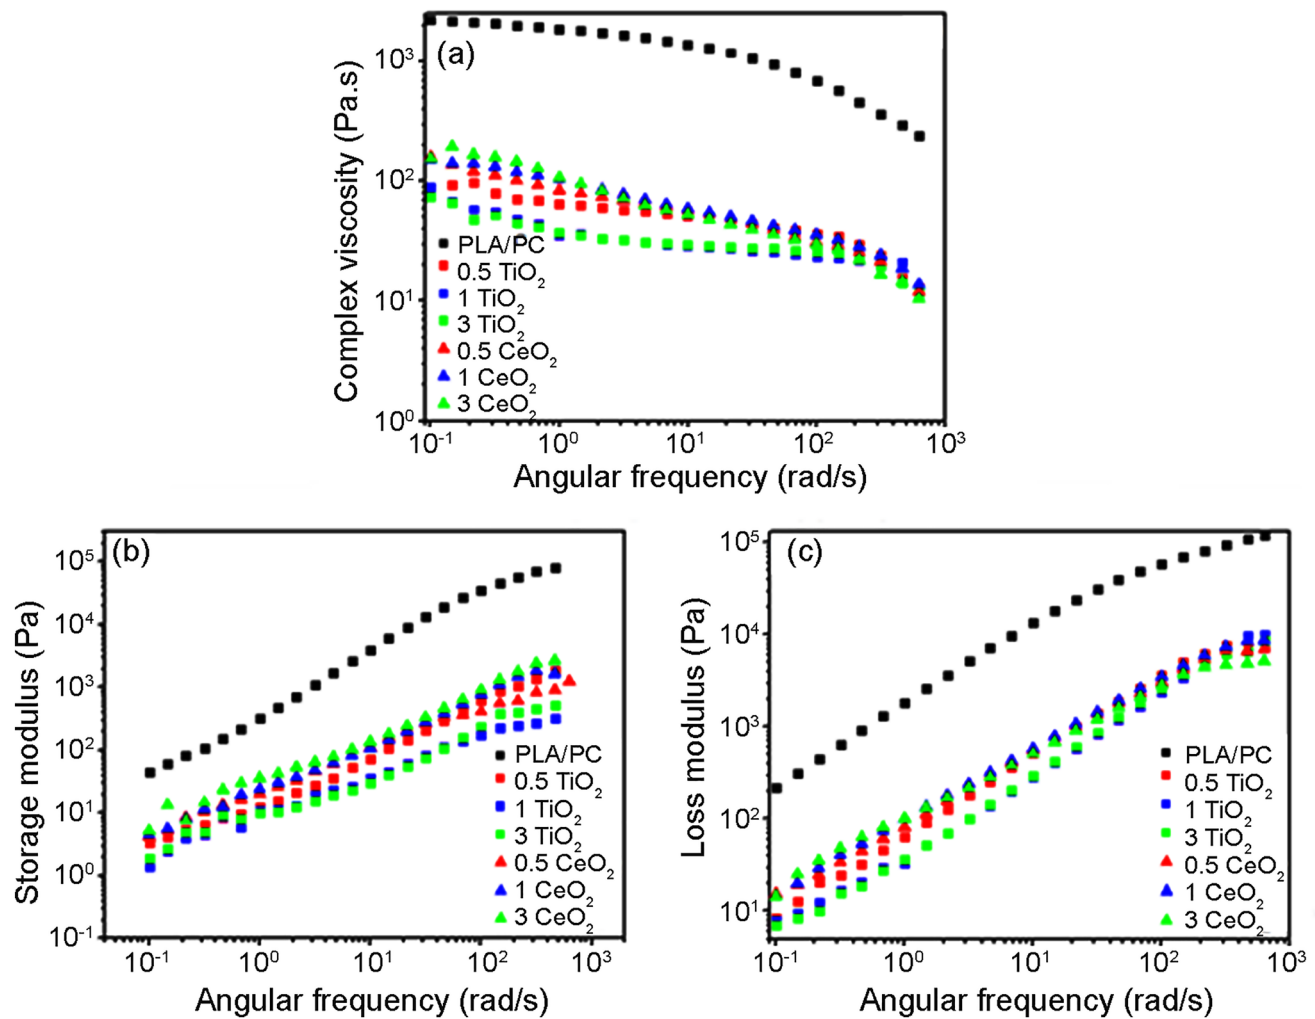 (a)
Complex viscosity (Pa.s)
10³
10²
10¹
10⁰
PLA/PC
0.5 TiO₂
1 TiO₂
3 TiO₂
0.5 CeO₂
1 CeO₂
3 CeO₂
10⁻¹ 10⁰ 10¹ 10² 10³
Angular frequency (rad/s)
(b)
Storage modulus (Pa)
10⁵
10⁴
10³
10²
10¹
10⁰
10⁻¹
PLA/PC
0.5 TiO₂
1 TiO₂
3 TiO₂
0.5 CeO₂
1 CeO₂
3 CeO₂
10⁻¹ 10⁰ 10¹ 10² 10³
Angular frequency (rad/s)
(c)
Loss modulus (Pa)
10⁵
10⁴
10³
10²
10¹
PLA/PC
0.5 TiO₂
1 TiO₂
3 TiO₂
0.5 CeO₂
1 CeO₂
3 CeO₂
10⁻¹ 10⁰ 10¹ 10² 10³
Angular frequency (rad/s)